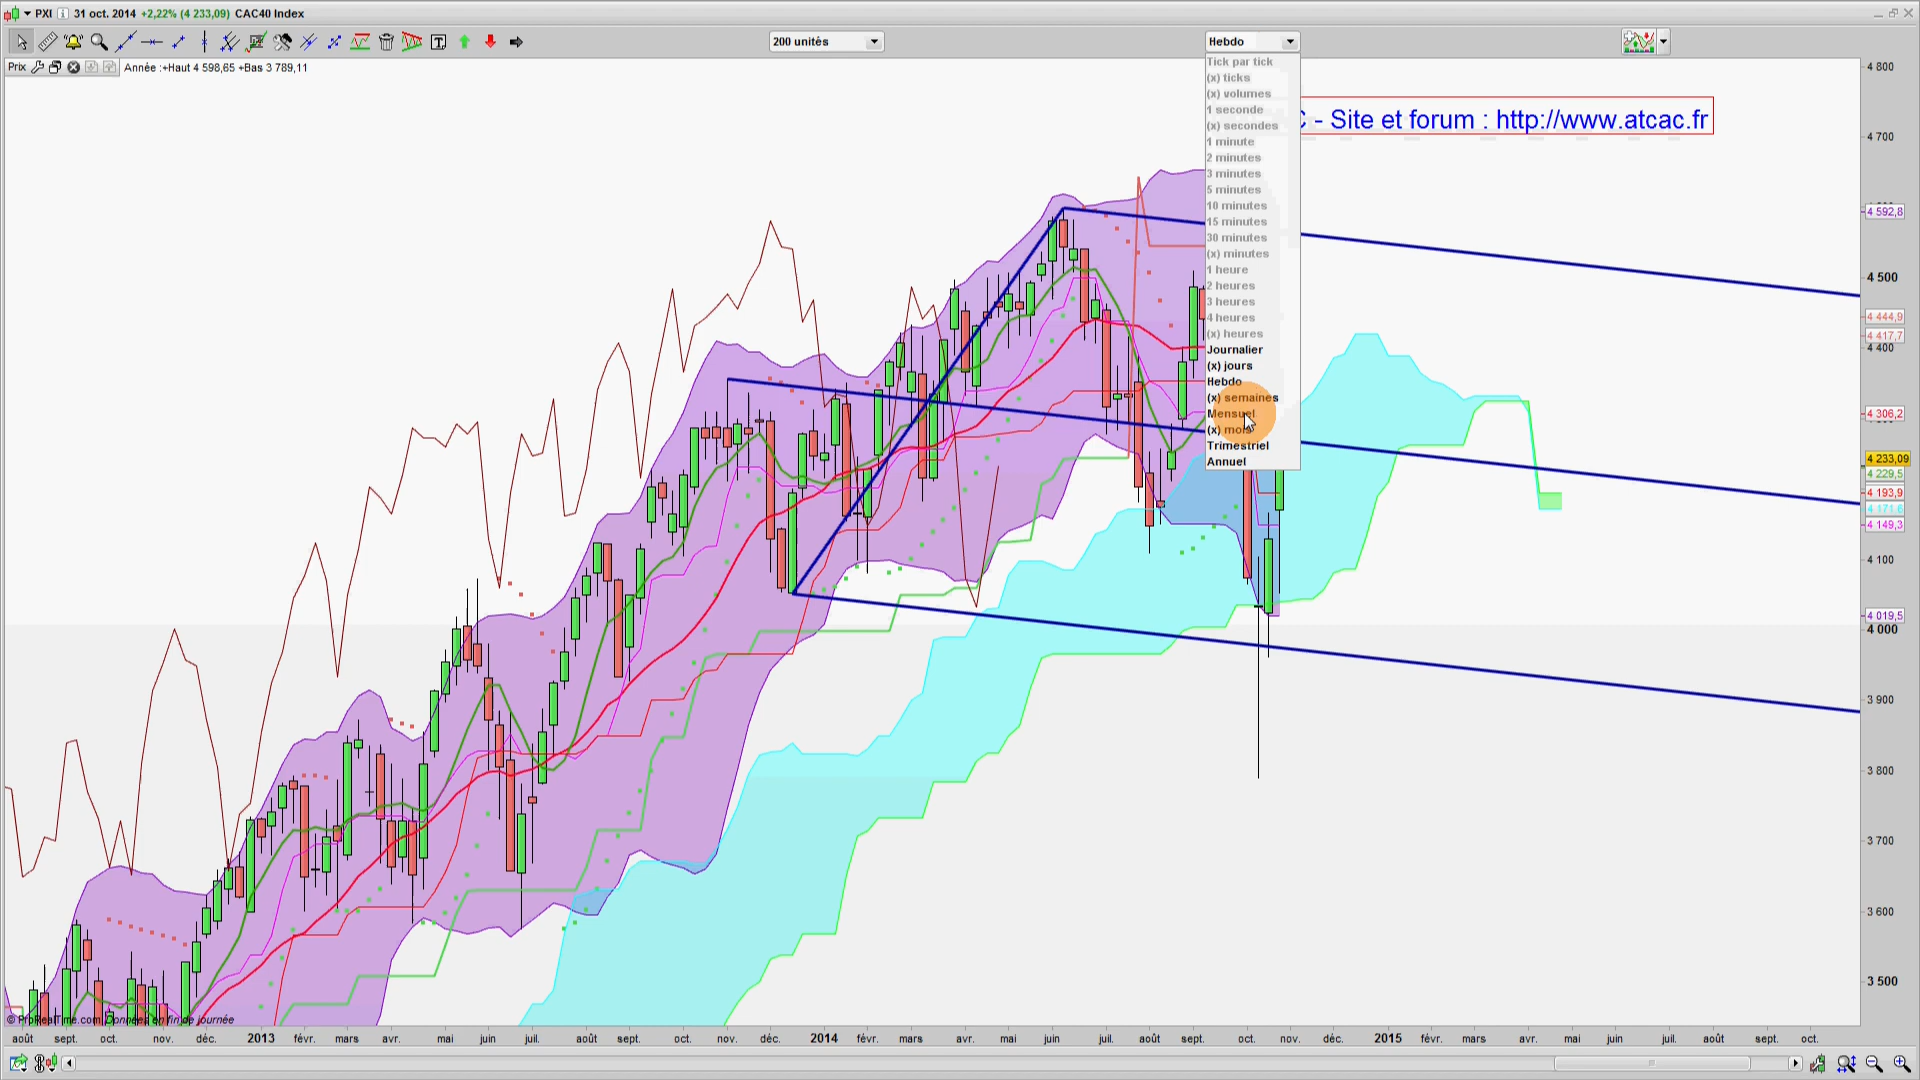 PXI 31 oct. 2014 +2,22% (4 233,09) CAC40 Index
200 unités
Hebdo
Prix Année :+Haut 4 598,65 +Bas 3 789,11
Tick par tick
(x) ticks
(x) volumes
1 seconde
(x) secondes
1 minute
2 minutes
3 minutes
5 minutes
10 minutes
15 minutes
30 minutes
(x) minutes
1 heure
2 heures
3 heures
4 heures
(x) heures
Journalier
(x) jours
Hebdo
(x) semaines
Mensuel
(x) mois
Trimestriel
Annuel
C - Site et forum : http://www.atcac.fr
4 800
4 700
4 592,8
4 500
4 444,9
4 417,7
4 400
4 306,2
4 233,09
4 229,5
4 193,9
4 171,6
4 149,3
4 100
4 019,5
4 000
3 900
3 800
3 700
3 600
3 500
© ProRealTime.com Données en fin de journée
août sept. oct. nov. déc. 2013 févr. mars avr. mai juin juil. août sept. oct. nov. déc. 2014 févr. mars avr. mai juin juil. août sept. oct. nov. déc. 2015 févr. mars avr. mai juin juil. août sept. oct.